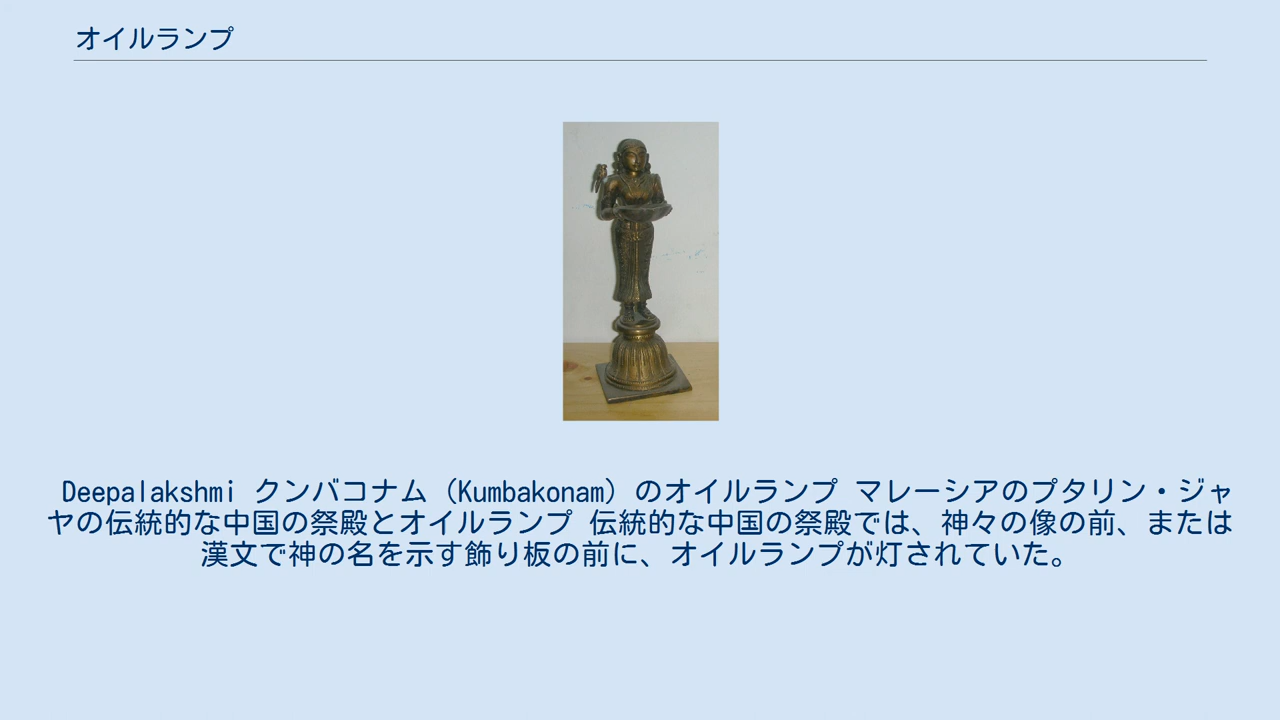 オイルランプ
Deepalakshmi クンバコナム (Kumbakonam) のオイルランプ マレーシアのプタリン・ジャ
ヤの伝統的な中国の祭殿とオイルランプ 伝統的な中国の祭殿では、神々の像の前、または
漢文で神の名を示す飾り板の前に、オイルランプが灯されていた。